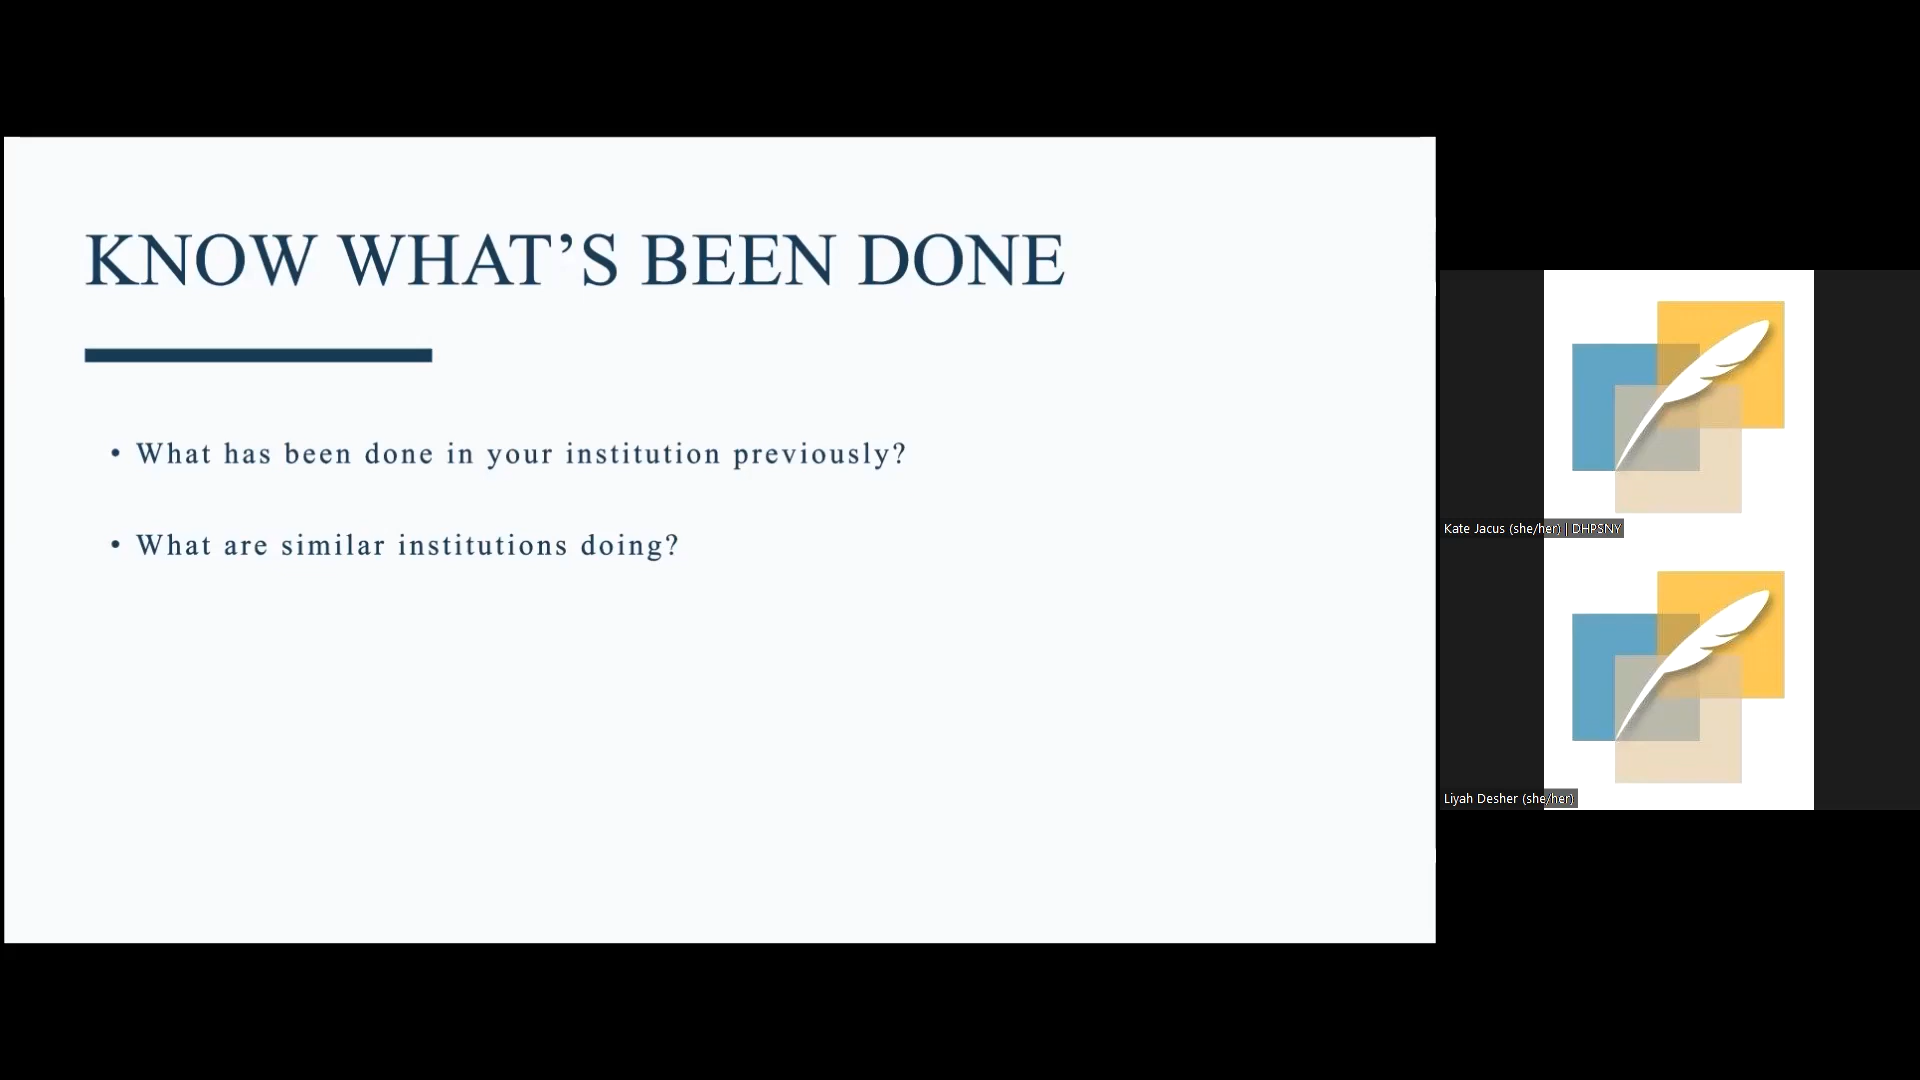 KNOW WHAT’S BEEN DONE
• What has been done in your institution previously?
• What are similar institutions doing?
Kate Jacus (she/her) | DHPSNY
Liyah Desher (she/her)